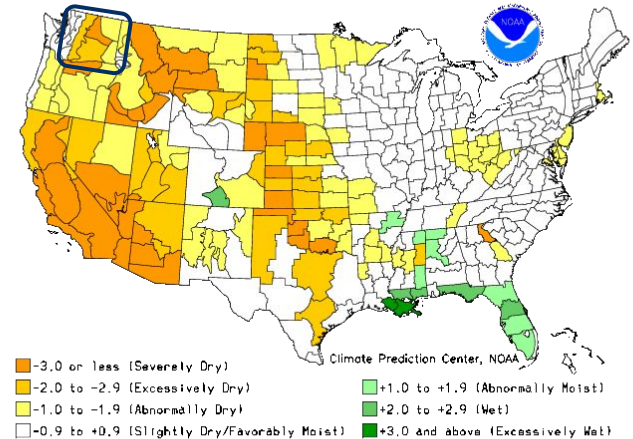 NOAA
Climate Prediction Center, NOAA
-3.0 or less (Severely Dry)
-2.0 to -2.9 (Excessively Dry)
-1.0 to -1.9 (Abnormally Dry)
-0.9 to +0.9 (Slightly Dry/Favorably Moist)
+1.0 to +1.9 (Abnormally Moist)
+2.0 to +2.9 (Wet)
+3.0 and above (Excessively Wet)